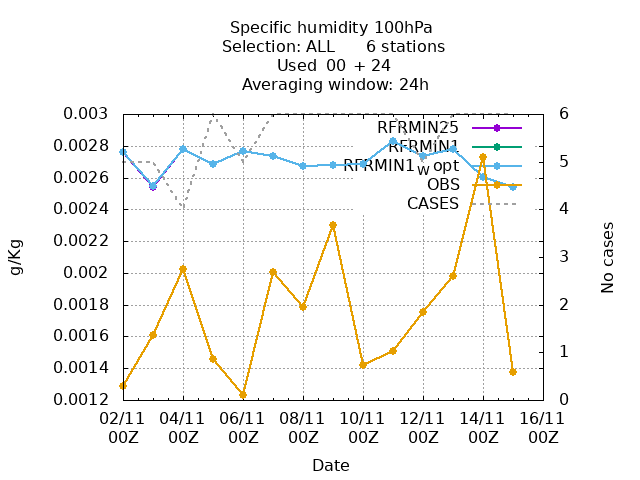 Specific humidity 100hPa
Selection: ALL 6 stations
Used 00 + 24
Averaging window: 24h
g/Kg
0.003
0.0028
0.0026
0.0024
0.0022
0.002
0.0018
0.0016
0.0014
0.0012
RFRMIN25
RFRMIN1
RFRMIN1w opt
OBS
CASES
6
5
4
3
2
1
0
No cases
02/11 04/11 06/11 08/11 10/11 12/11 14/11 16/11
00Z 00Z 00Z 00Z 00Z 00Z 00Z 00Z
Date